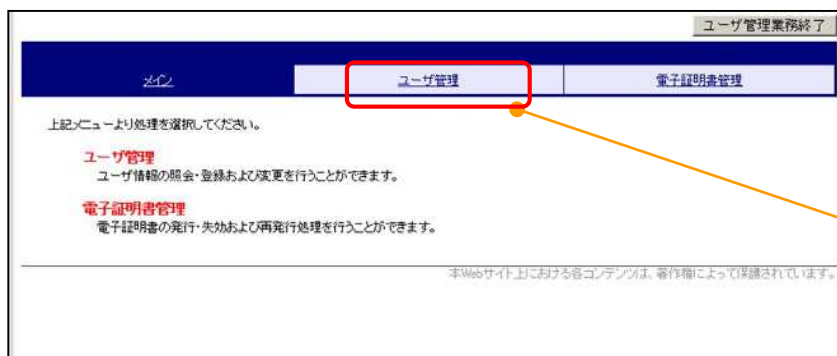 ユーザ管理業務終了
メイン ユーザ管理 電子証明書管理
上記メニューより処理を選択してください。
ユーザ管理
ユーザ情報の照会・登録および変更を行うことができます。
電子証明書管理
電子証明書の発行・失効および再発行処理を行うことができます。
本Webサイト上における各コンテンツは、著作権によって保護されています。